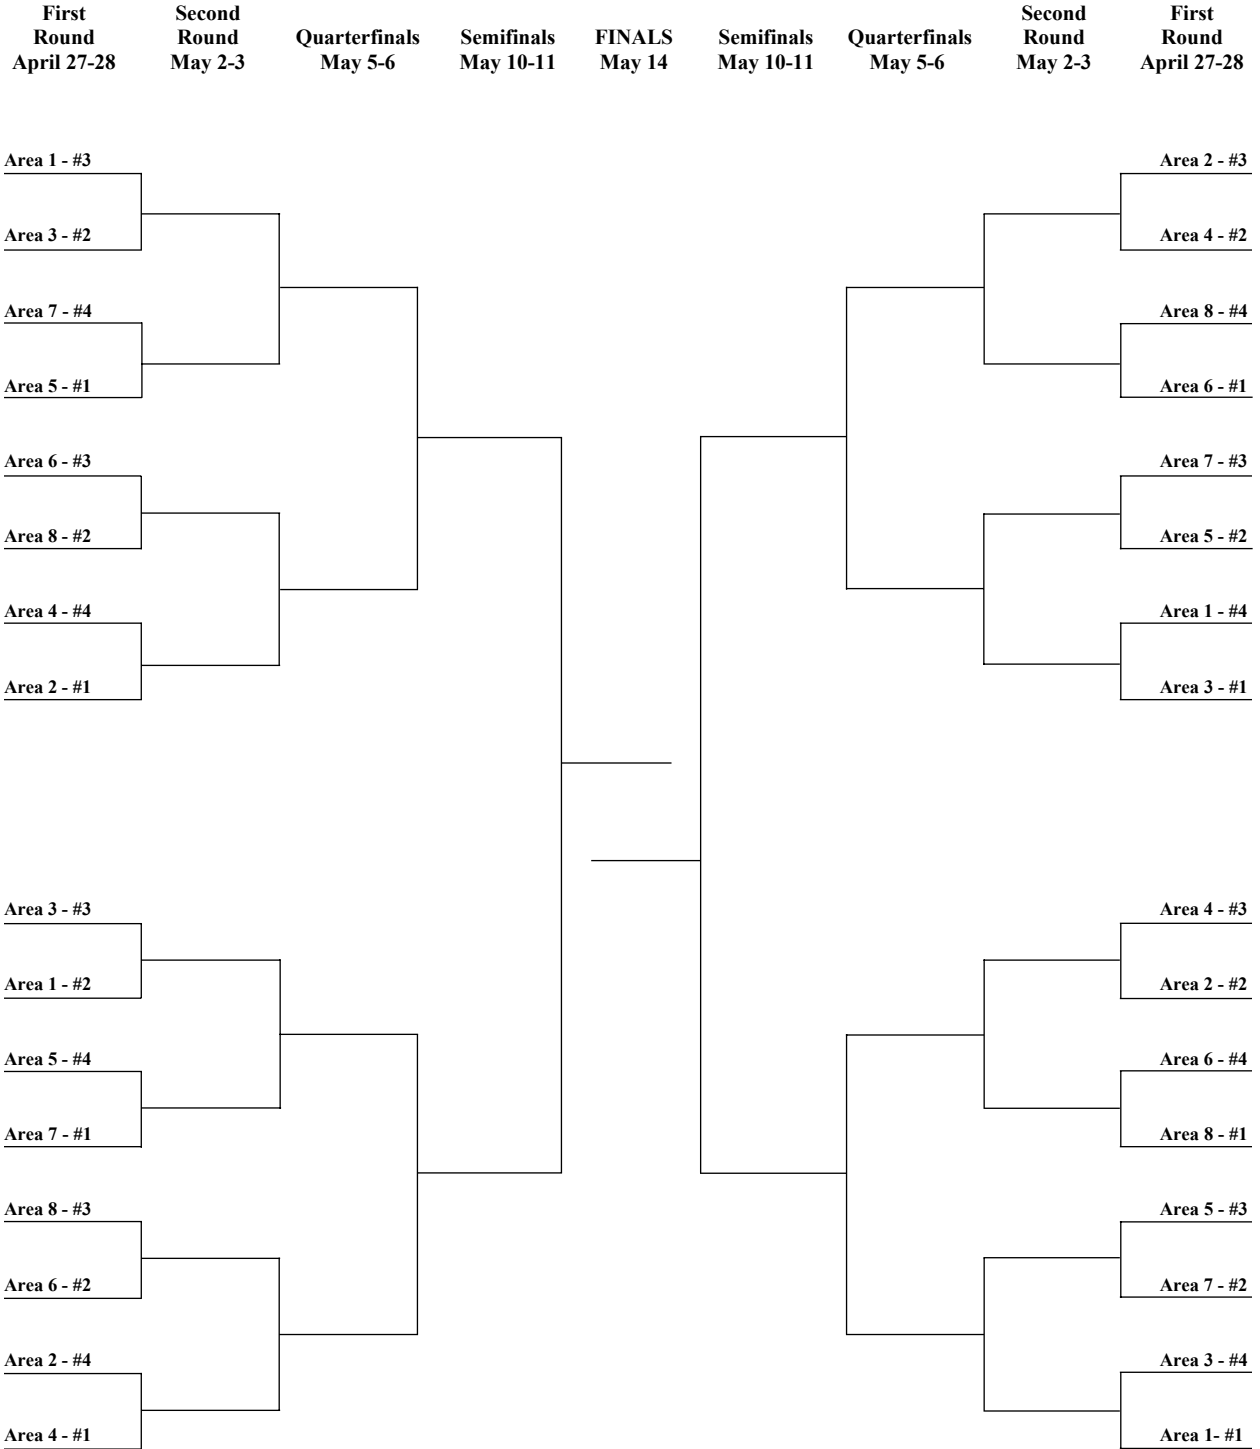 First Second Second First
Round Round Quarterfinals Semifinals FINALS Semifinals Quarterfinals Round Round
April 27-28 May 2-3 May 5-6 May 10-11 May 14 May 10-11 May 5-6 May 2-3 April 27-28
Area 1 - #3 Area 2 - #3
Area 3 - #2 Area 4 - #2
Area 7 - #4 Area 8 - #4
Area 5 - #1 Area 6 - #1
Area 6 - #3 Area 7 - #3
Area 8 - #2 Area 5 - #2
Area 4 - #4 Area 1 - #4
Area 2 - #1 Area 3 - #1
Area 3 - #3 Area 4 - #3
Area 1 - #2 Area 2 - #2
Area 5 - #4 Area 6 - #4
Area 7 - #1 Area 8 - #1
Area 8 - #3 Area 5 - #3
Area 6 - #2 Area 7 - #2
Area 2 - #4 Area 3 - #4
Area 4 - #1 Area 1- #1